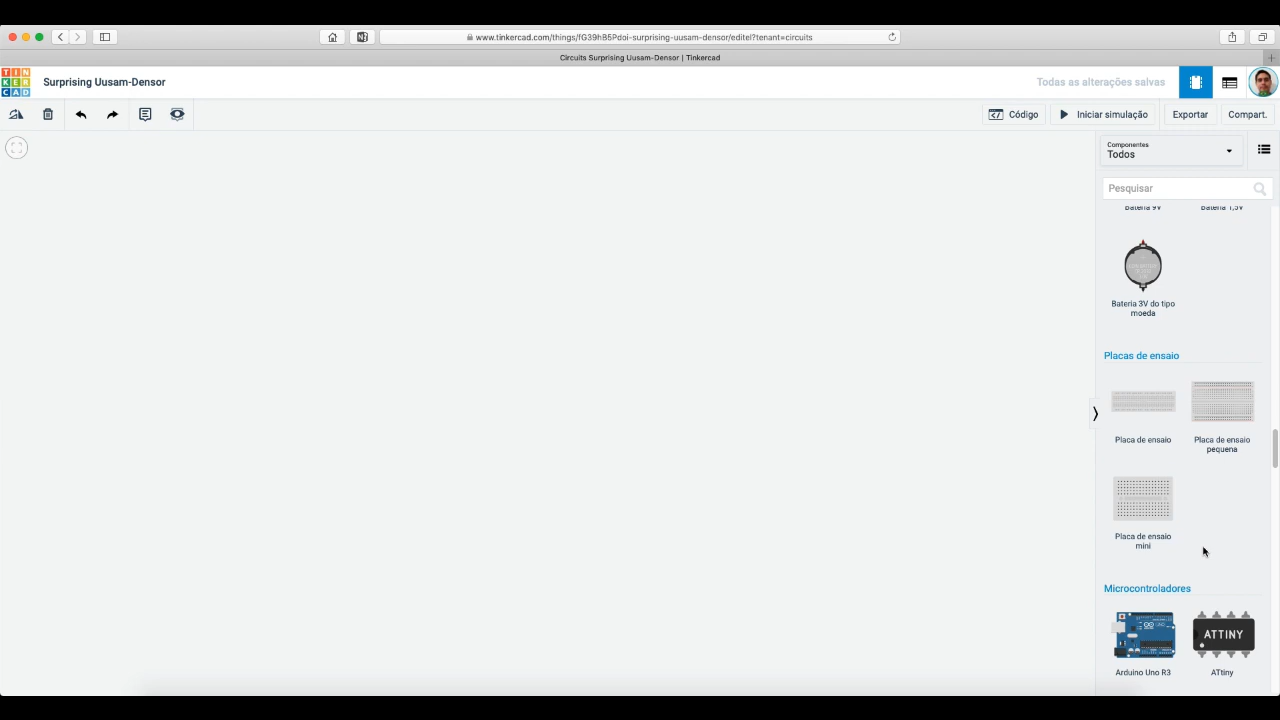 www.tinkercad.com/things/fG39hB5Pdoi-surprising-uusam-densor/editel?tenant=circuits
Circuits Surprising Uusam-Densor | Tinkercad
TIN
KER
CAD
Surprising Uusam-Densor
Todas as alterações salvas
Código
Iniciar simulação
Exportar
Compart.
Componentes
Todos
Pesquisar
Bateria 9V
Bateria 1,5V
Bateria 3V do tipo
moeda
Placas de ensaio
Placa de ensaio
Placa de ensaio
pequena
Placa de ensaio
mini
Microcontroladores
ATTINY
Arduino Uno R3
ATtiny